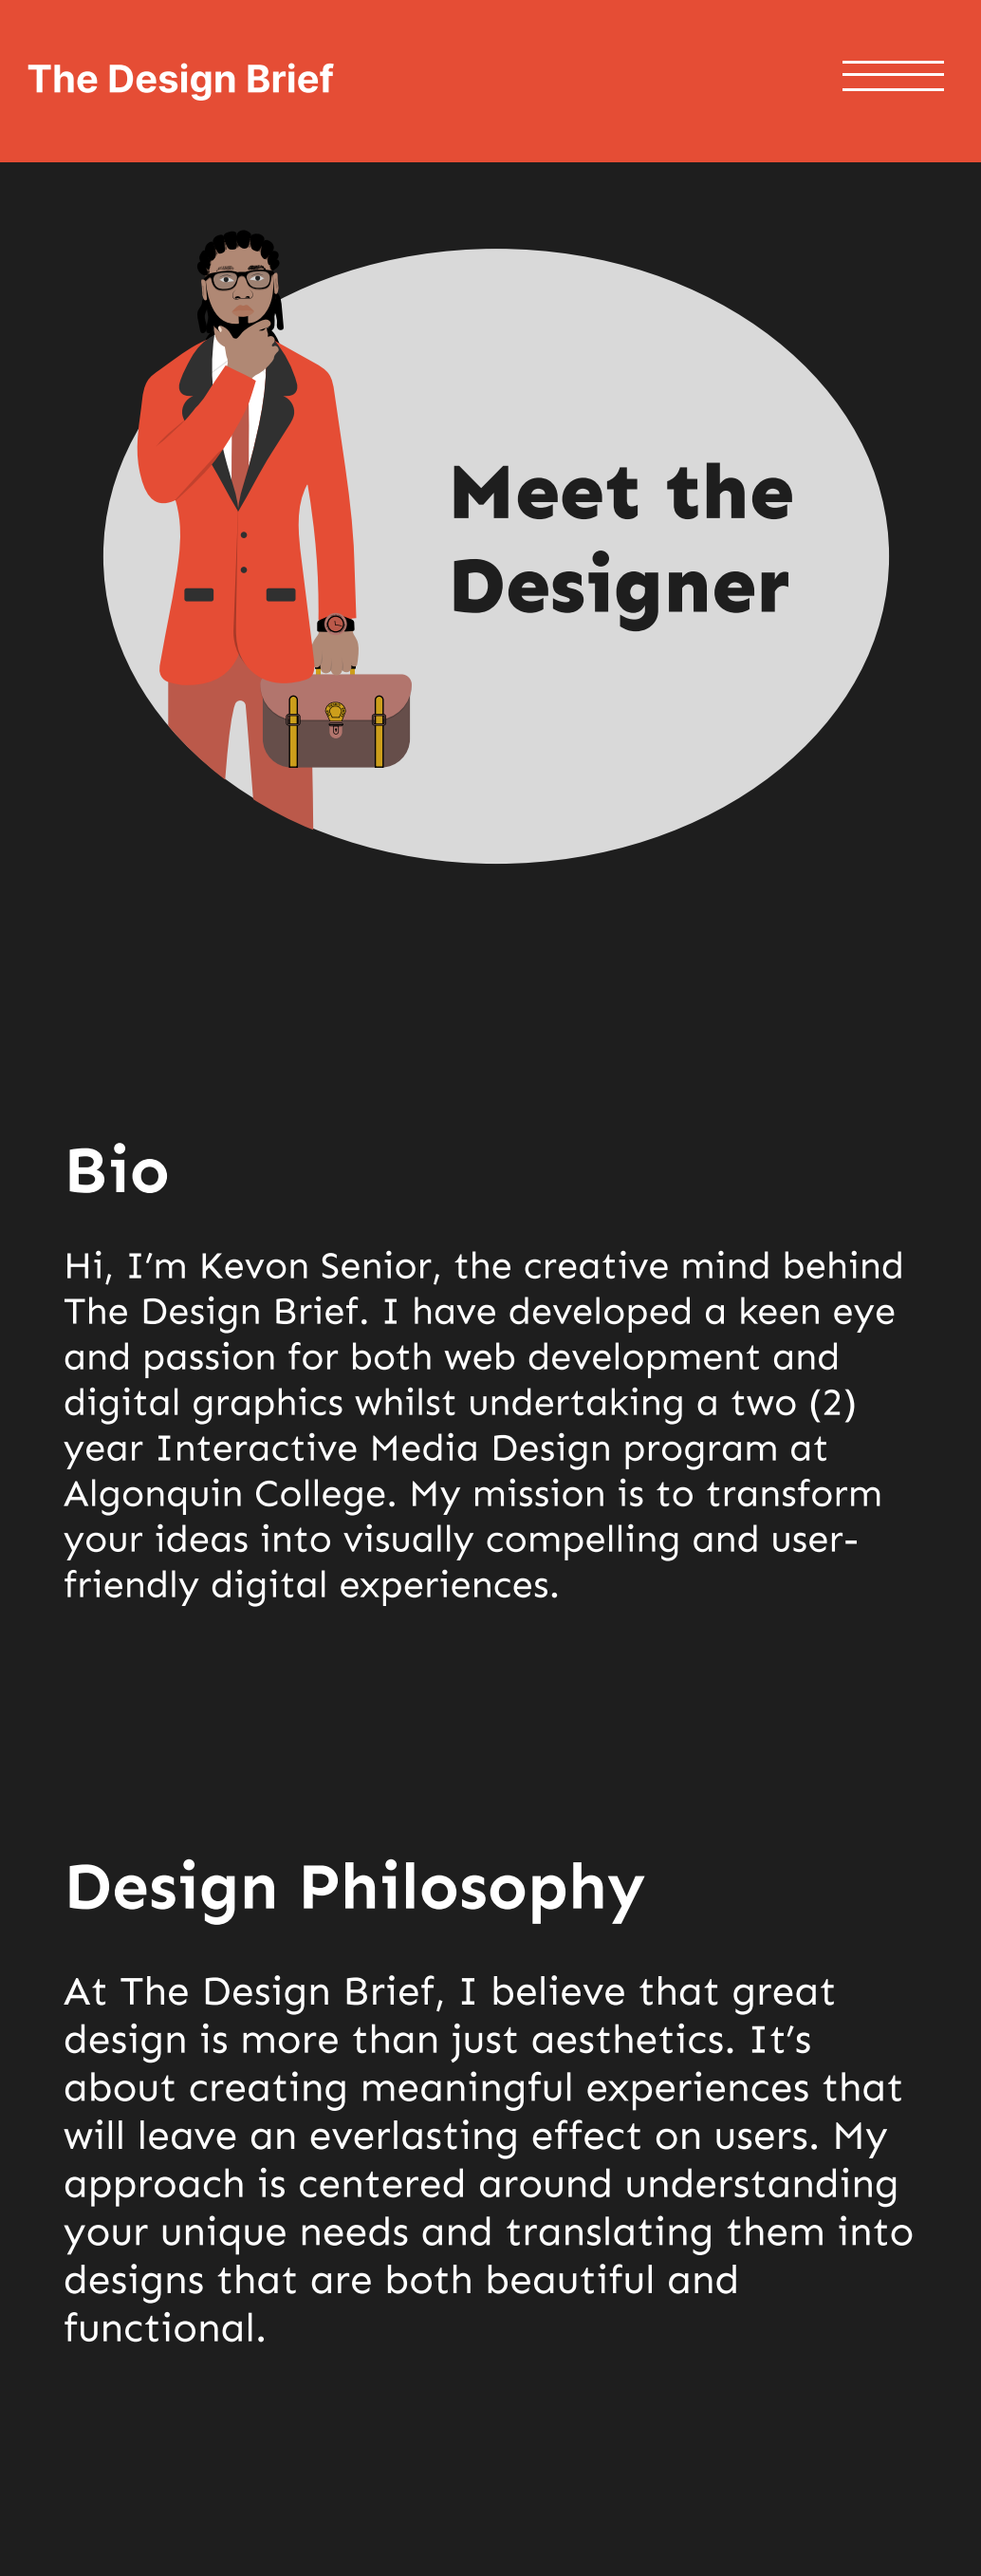 The Design Brief
Meet the
Designer
Bio
Hi, I’m Kevon Senior, the creative mind behind
The Design Brief. I have developed a keen eye
and passion for both web development and
digital graphics whilst undertaking a two (2)
year Interactive Media Design program at
Algonquin College. My mission is to transform
your ideas into visually compelling and user-
friendly digital experiences.
Design Philosophy
At The Design Brief, I believe that great
design is more than just aesthetics. It’s
about creating meaningful experiences that
will leave an everlasting effect on users. My
approach is centered around understanding
your unique needs and translating them into
designs that are both beautiful and
functional.